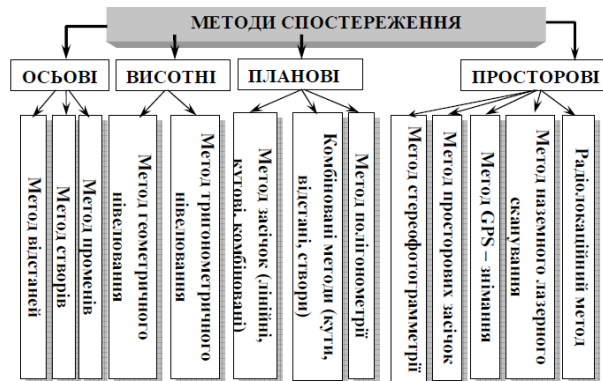 МЕТОДИ СПОСТЕРЕЖЕННЯ
ОСЬОВІ
ВИСОТНІ
ПЛАНОВІ
ПРОСТОРОВІ
Метод відстаней
Метод створів
Метод променів
Метод геометричного
нівелювання
Метод тригонометричного
нівелювання
Метод засічок (лінійні,
кутові, комбіновані)
Комбіновані методи (кути,
відстані, створи)
Метод полігонометрії
Метод стереофотограмметрії
Метод просторових засічок
Метод GPS – знімання
Метод наземного лазерного
сканування
Радіолокаційний метод